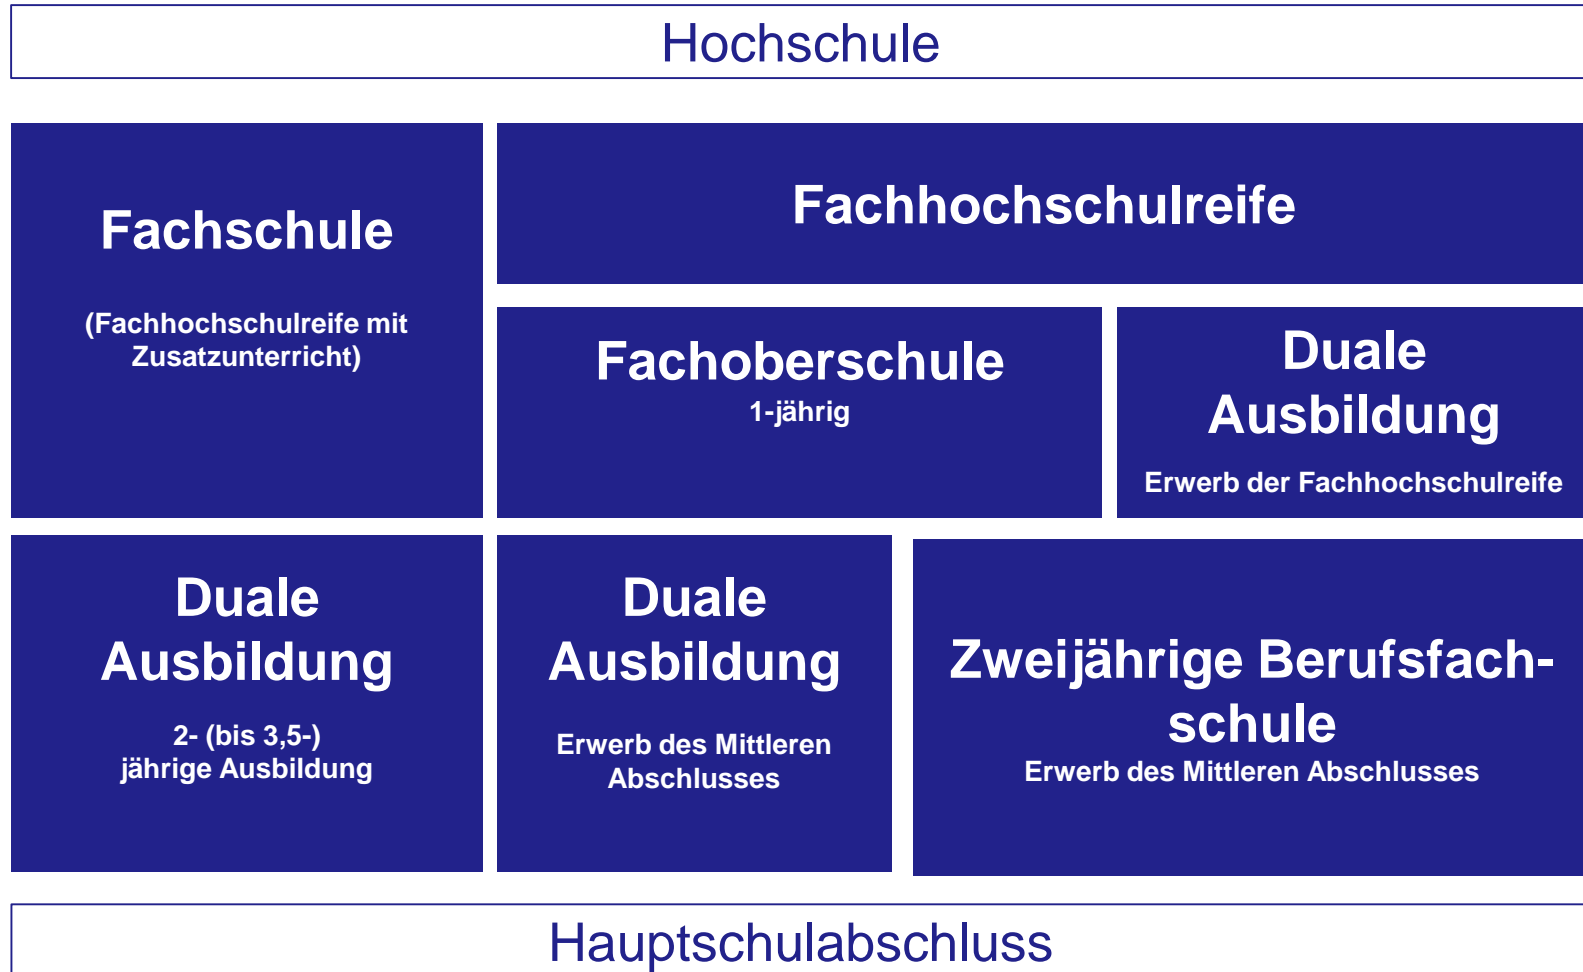 Hochschule
Fachschule
(Fachhochschulreife mit
Zusatzunterricht)
Fachhochschulreife
Fachoberschule
1-jährig
Duale
Ausbildung
Erwerb der Fachhochschulreife
Duale
Ausbildung
2- (bis 3,5-)
jährige Ausbildung
Duale
Ausbildung
Erwerb des Mittleren
Abschlusses
Zweijährige Berufsfach-
schule
Erwerb des Mittleren Abschlusses
Hauptschulabschluss